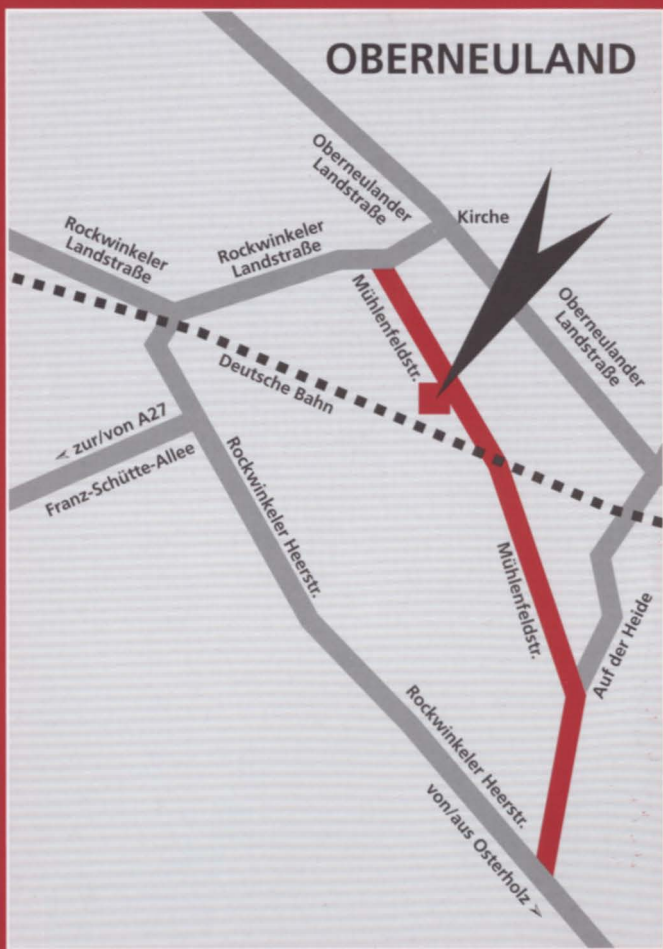 OBERNEULAND
Oberneulander
Landstraße
Kirche
Rockwinkeler
Landstraße
Rockwinkeler
Landstraße
Mühlenfeldstr.
Oberneulander
Landstraße
Deutsche Bahn
zur/von A27
Franz-Schütte-Allee
Rockwinkeler Heerstr.
Mühlenfeldstr.
Auf der Heide
Rockwinkeler Heerstr.
von/aus Osterholz